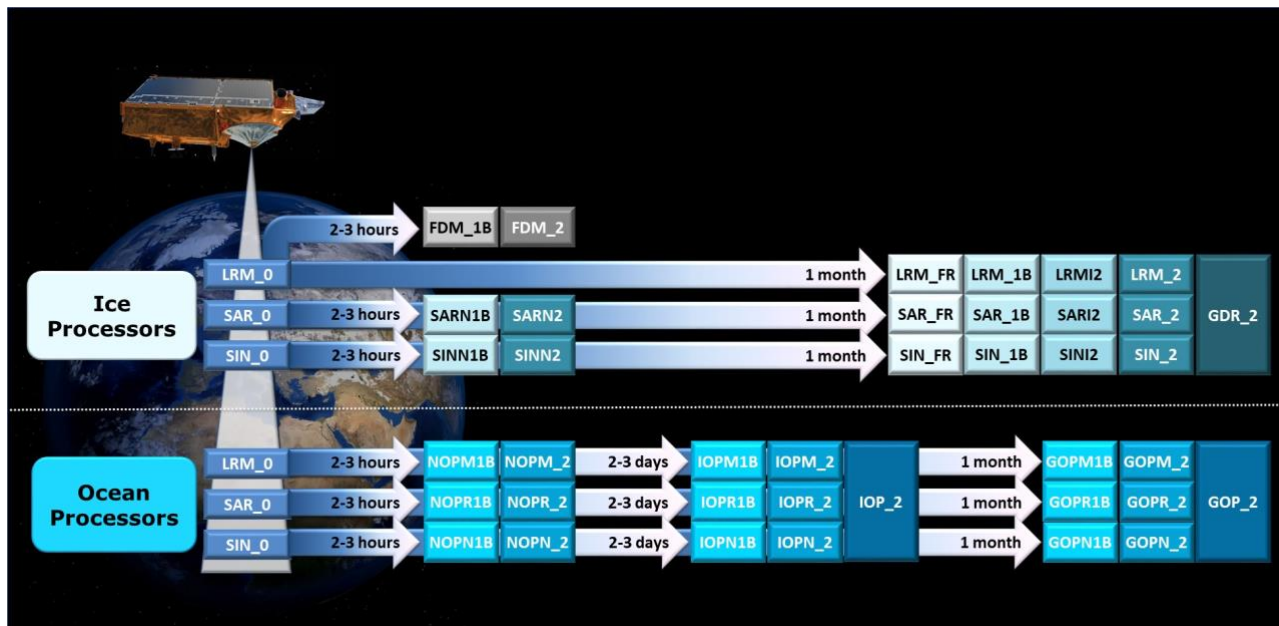 2-3 hours FDM_1B FDM_2
LRM_0 1 month LRM_FR LRM_1B LRMI2 LRM_2
Ice
Processors
SAR_0 2-3 hours SARN1B SARN2 1 month SAR_FR SAR_1B SARI2 SAR_2 GDR_2
SIN_0 2-3 hours SINN1B SINN2 1 month SIN_FR SIN_1B SINI2 SIN_2
LRM_0 2-3 hours NOPM1B NOPM_2 2-3 days IOPM1B IOPM_2 1 month GOPM1B GOPM_2
Ocean
Processors
SAR_0 2-3 hours NOPR1B NOPR_2 2-3 days IOPR1B IOPR_2 IOP_2 1 month GOPR1B GOPR_2 GOP_2
SIN_0 2-3 hours NOPN1B NOPN_2 2-3 days IOPN1B IOPN_2 1 month GOPN1B GOPN_2